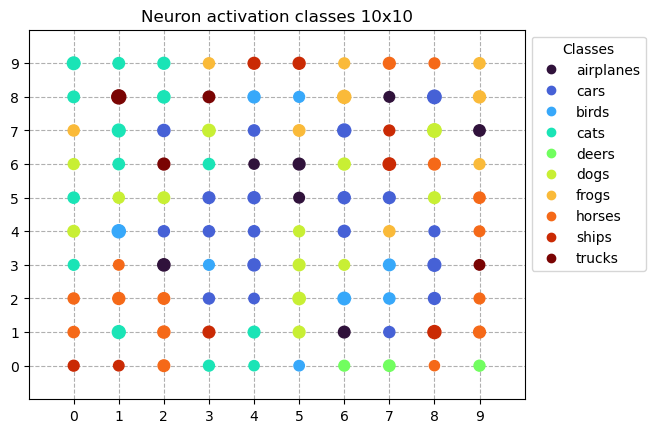 Neuron activation classes 10x10
9
8
7
6
5
4
3
2
1
0
0 1 2 3 4 5 6 7 8 9
Classes
airplanes
cars
birds
cats
deers
dogs
frogs
horses
ships
trucks